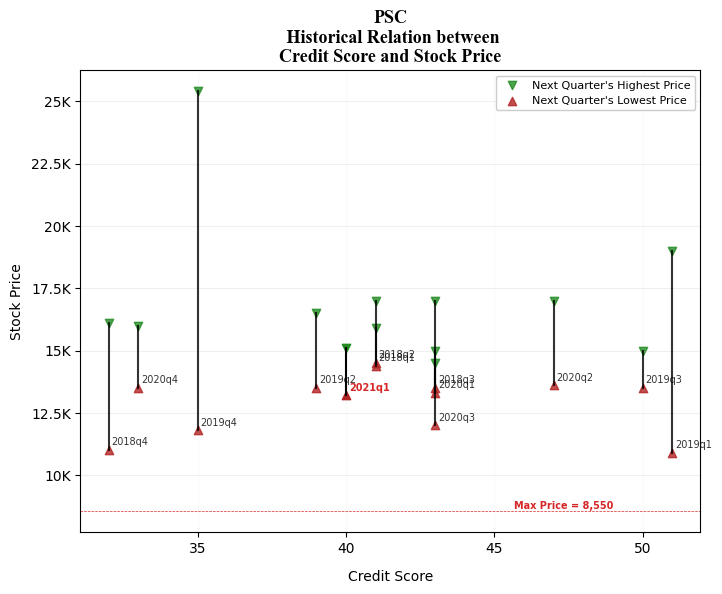 PSC
Historical Relation between
Credit Score and Stock Price
Next Quarter's Highest Price
Next Quarter's Lowest Price
25K
22.5K
20K
17.5K
15K
12.5K
10K
Stock Price
2018q4
2020q4
2019q4
2019q2
2021q1
2018q2
2018q1
2018q3
2020q1
2020q3
2020q2
2019q3
2019q1
Max Price = 8,550
35
40
45
50
Credit Score